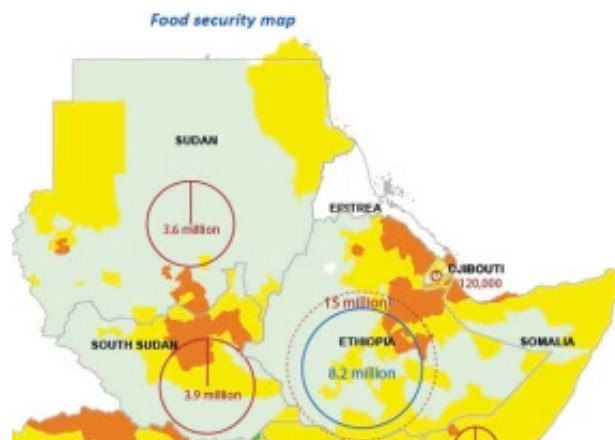 Food security map
SUDAN
3.6 million
ERITREA
DJIBOUTI
120,000
15 million
SOUTH SUDAN
ETHIOPIA
SOMALIA
8.2 million
3.9 million